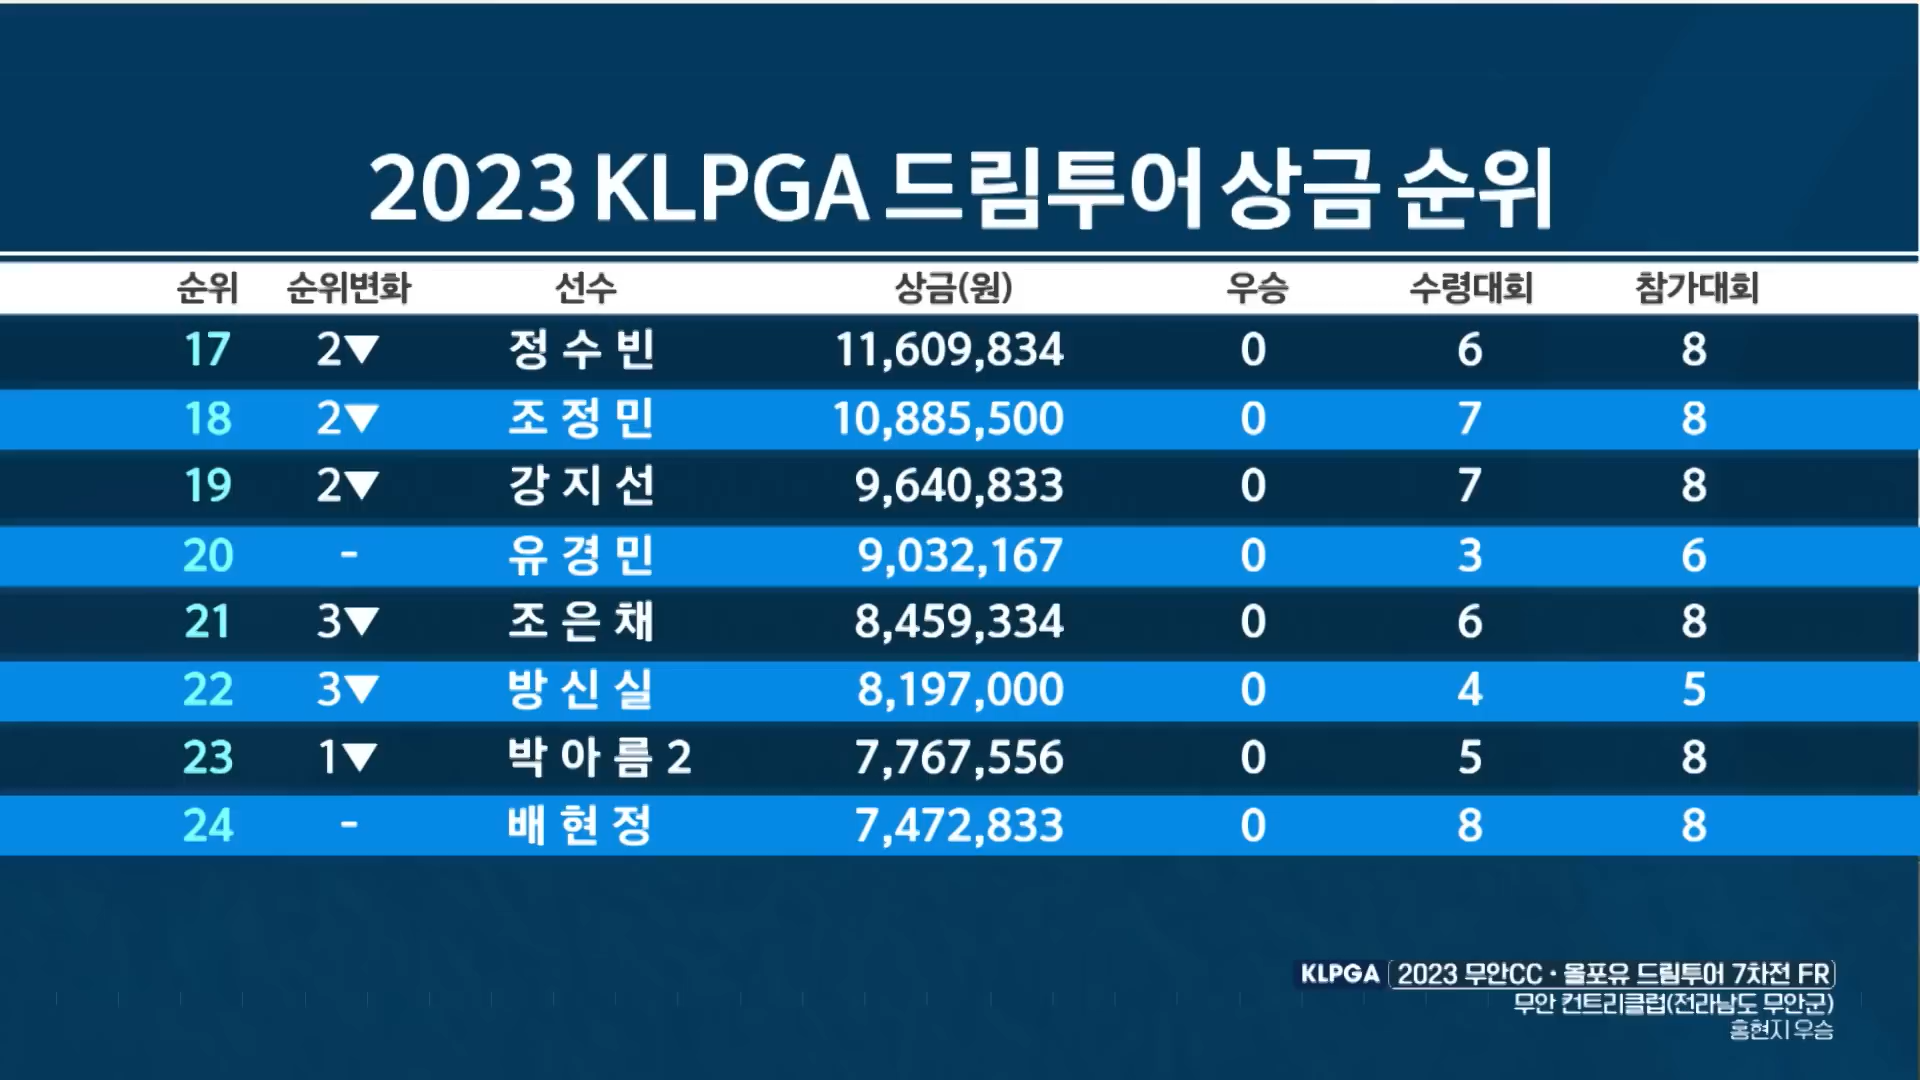 2023 KLPGA 드림투어 상금 순위
순위 순위변화 선수 상금(원) 우승 수령대회 참가대회
17 2▼ 정수빈 11,609,834 0 6 8
18 2▼ 조정민 10,885,500 0 7 8
19 2▼ 강지선 9,640,833 0 7 8
20 - 유경민 9,032,167 0 3 6
21 3▼ 조은채 8,459,334 0 6 8
22 3▼ 방신실 8,197,000 0 4 5
23 1▼ 박아름2 7,767,556 0 5 8
24 - 배현정 7,472,833 0 8 8
KLPGA 2023 무안CC · 올포유 드림투어 7차전 FR
무안 컨트리클럽(전라남도 무안군)
홍현지 우승